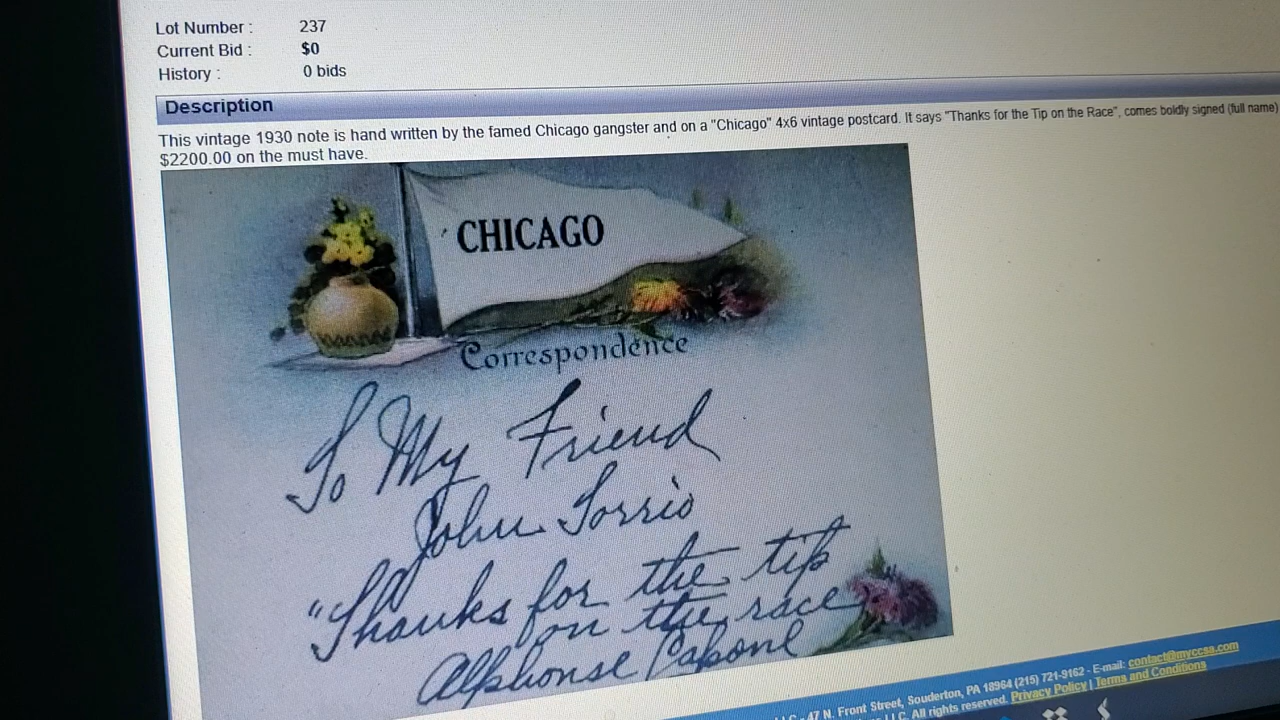 Lot Number : 237
Current Bid : $0
History : 0 bids
Description
This vintage 1930 note is hand written by the famed Chicago gangster and on a "Chicago" 4x6 vintage postcard. It says "Thanks for the Tip on the Race", comes boldly signed (full name)
$2200.00 on the must have.
CHICAGO
Correspondence
To My Friend
John Torrio
"Thanks for the tip
on the race
Alphonse Capone
47 N. Front Street, Souderton, PA 18964 (215) 721-9162 - E-mail: contact@myccsa.com
LLC. All rights reserved. Privacy Policy | Terms and Conditions